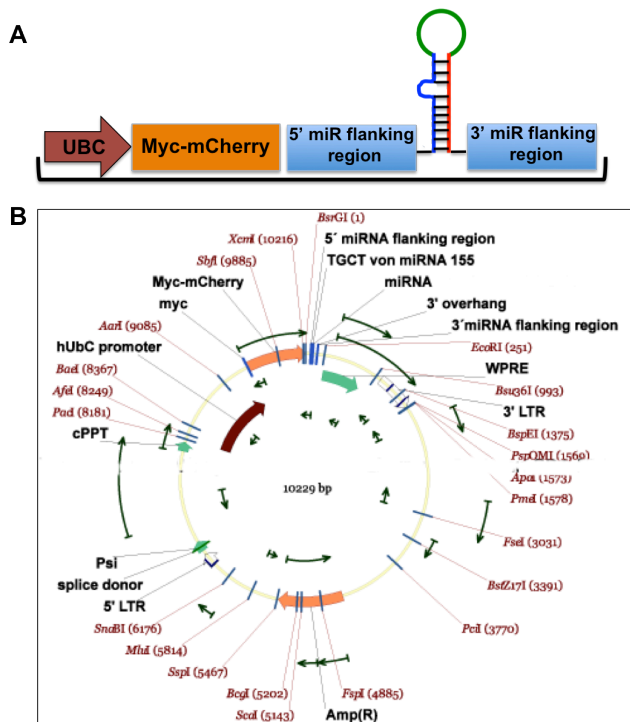 A
UBC
Myc-mCherry
5’ miR flanking
region
3’ miR flanking
region
B
BsrGI (1)
XcmI (10216)
5´ miRNA flanking region
SbfI (9885)
TGCT von miRNA 155
Myc-mCherry
miRNA
myc
3' overhang
AarI (9085)
3´miRNA flanking region
hUbC promoter
EcoRI (251)
BaeI (8367)
WPRE
AfeI (8249)
Bsu36I (993)
PacI (8181)
3' LTR
cPPT
BspEI (1375)
PspOMI (1569)
ApaI (1573)
10229 bp
PmeI (1578)
FseI (3031)
Psi
splice donor
BstZ17I (3391)
5' LTR
SnaBI (6176)
PciI (3770)
MluI (5814)
SspI (5467)
BcgI (5202)
FspI (4885)
ScaI (5143)
Amp(R)